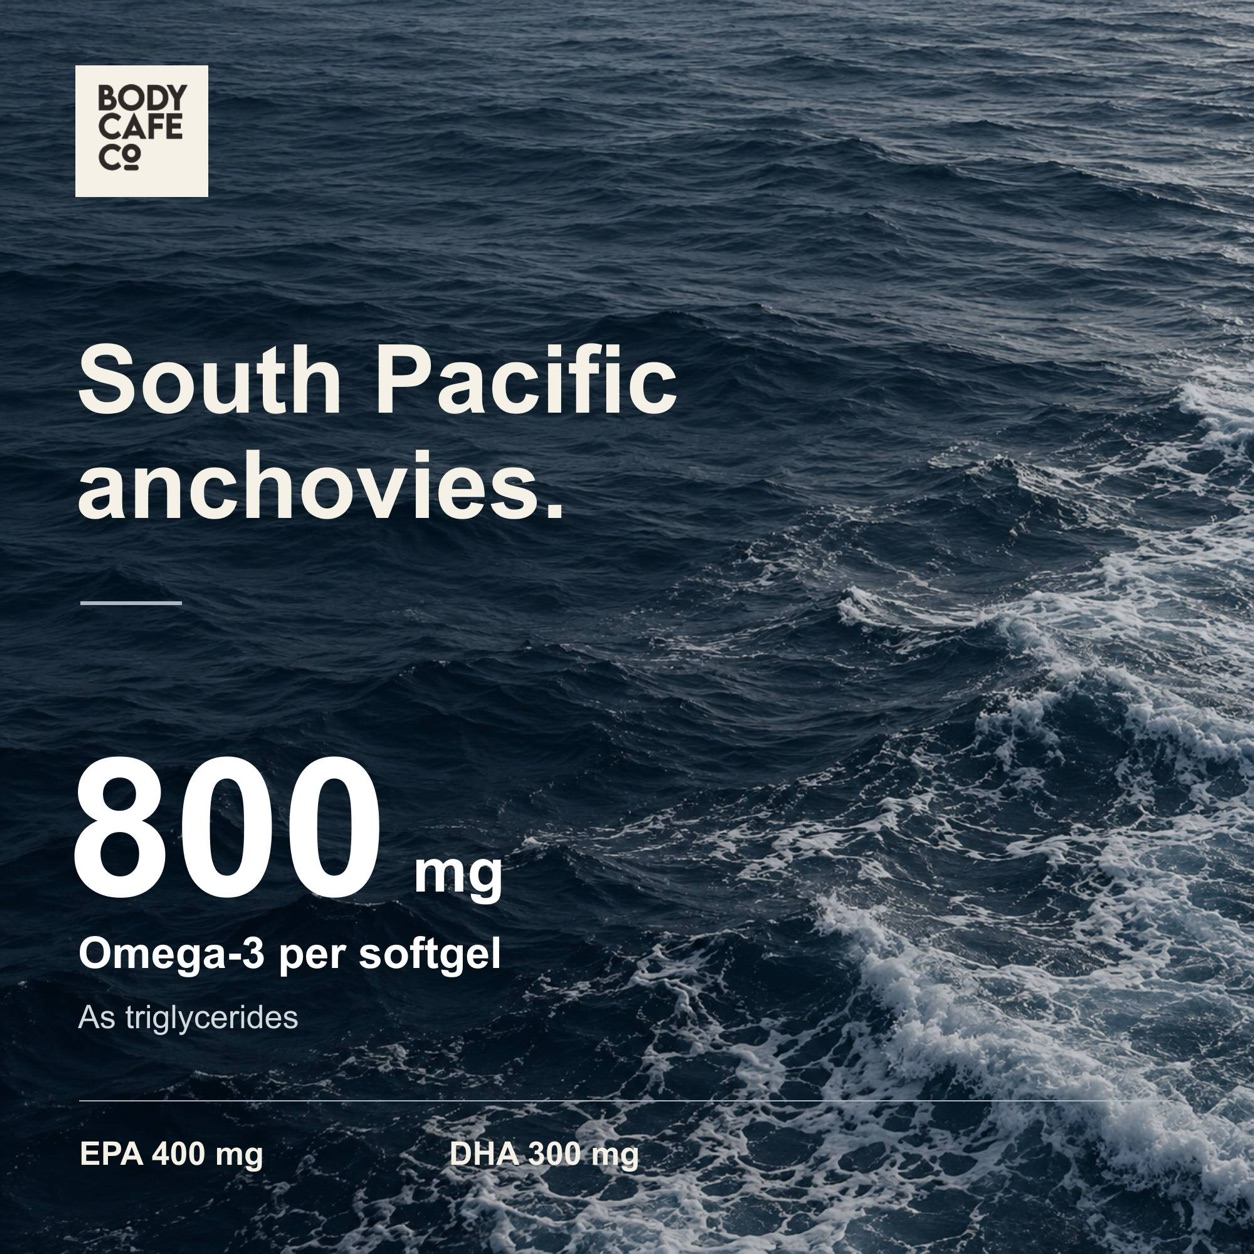 BODY
CAFE
Co
South Pacific
anchovies.
800 mg
Omega-3 per softgel
As triglycerides
EPA 400 mg DHA 300 mg